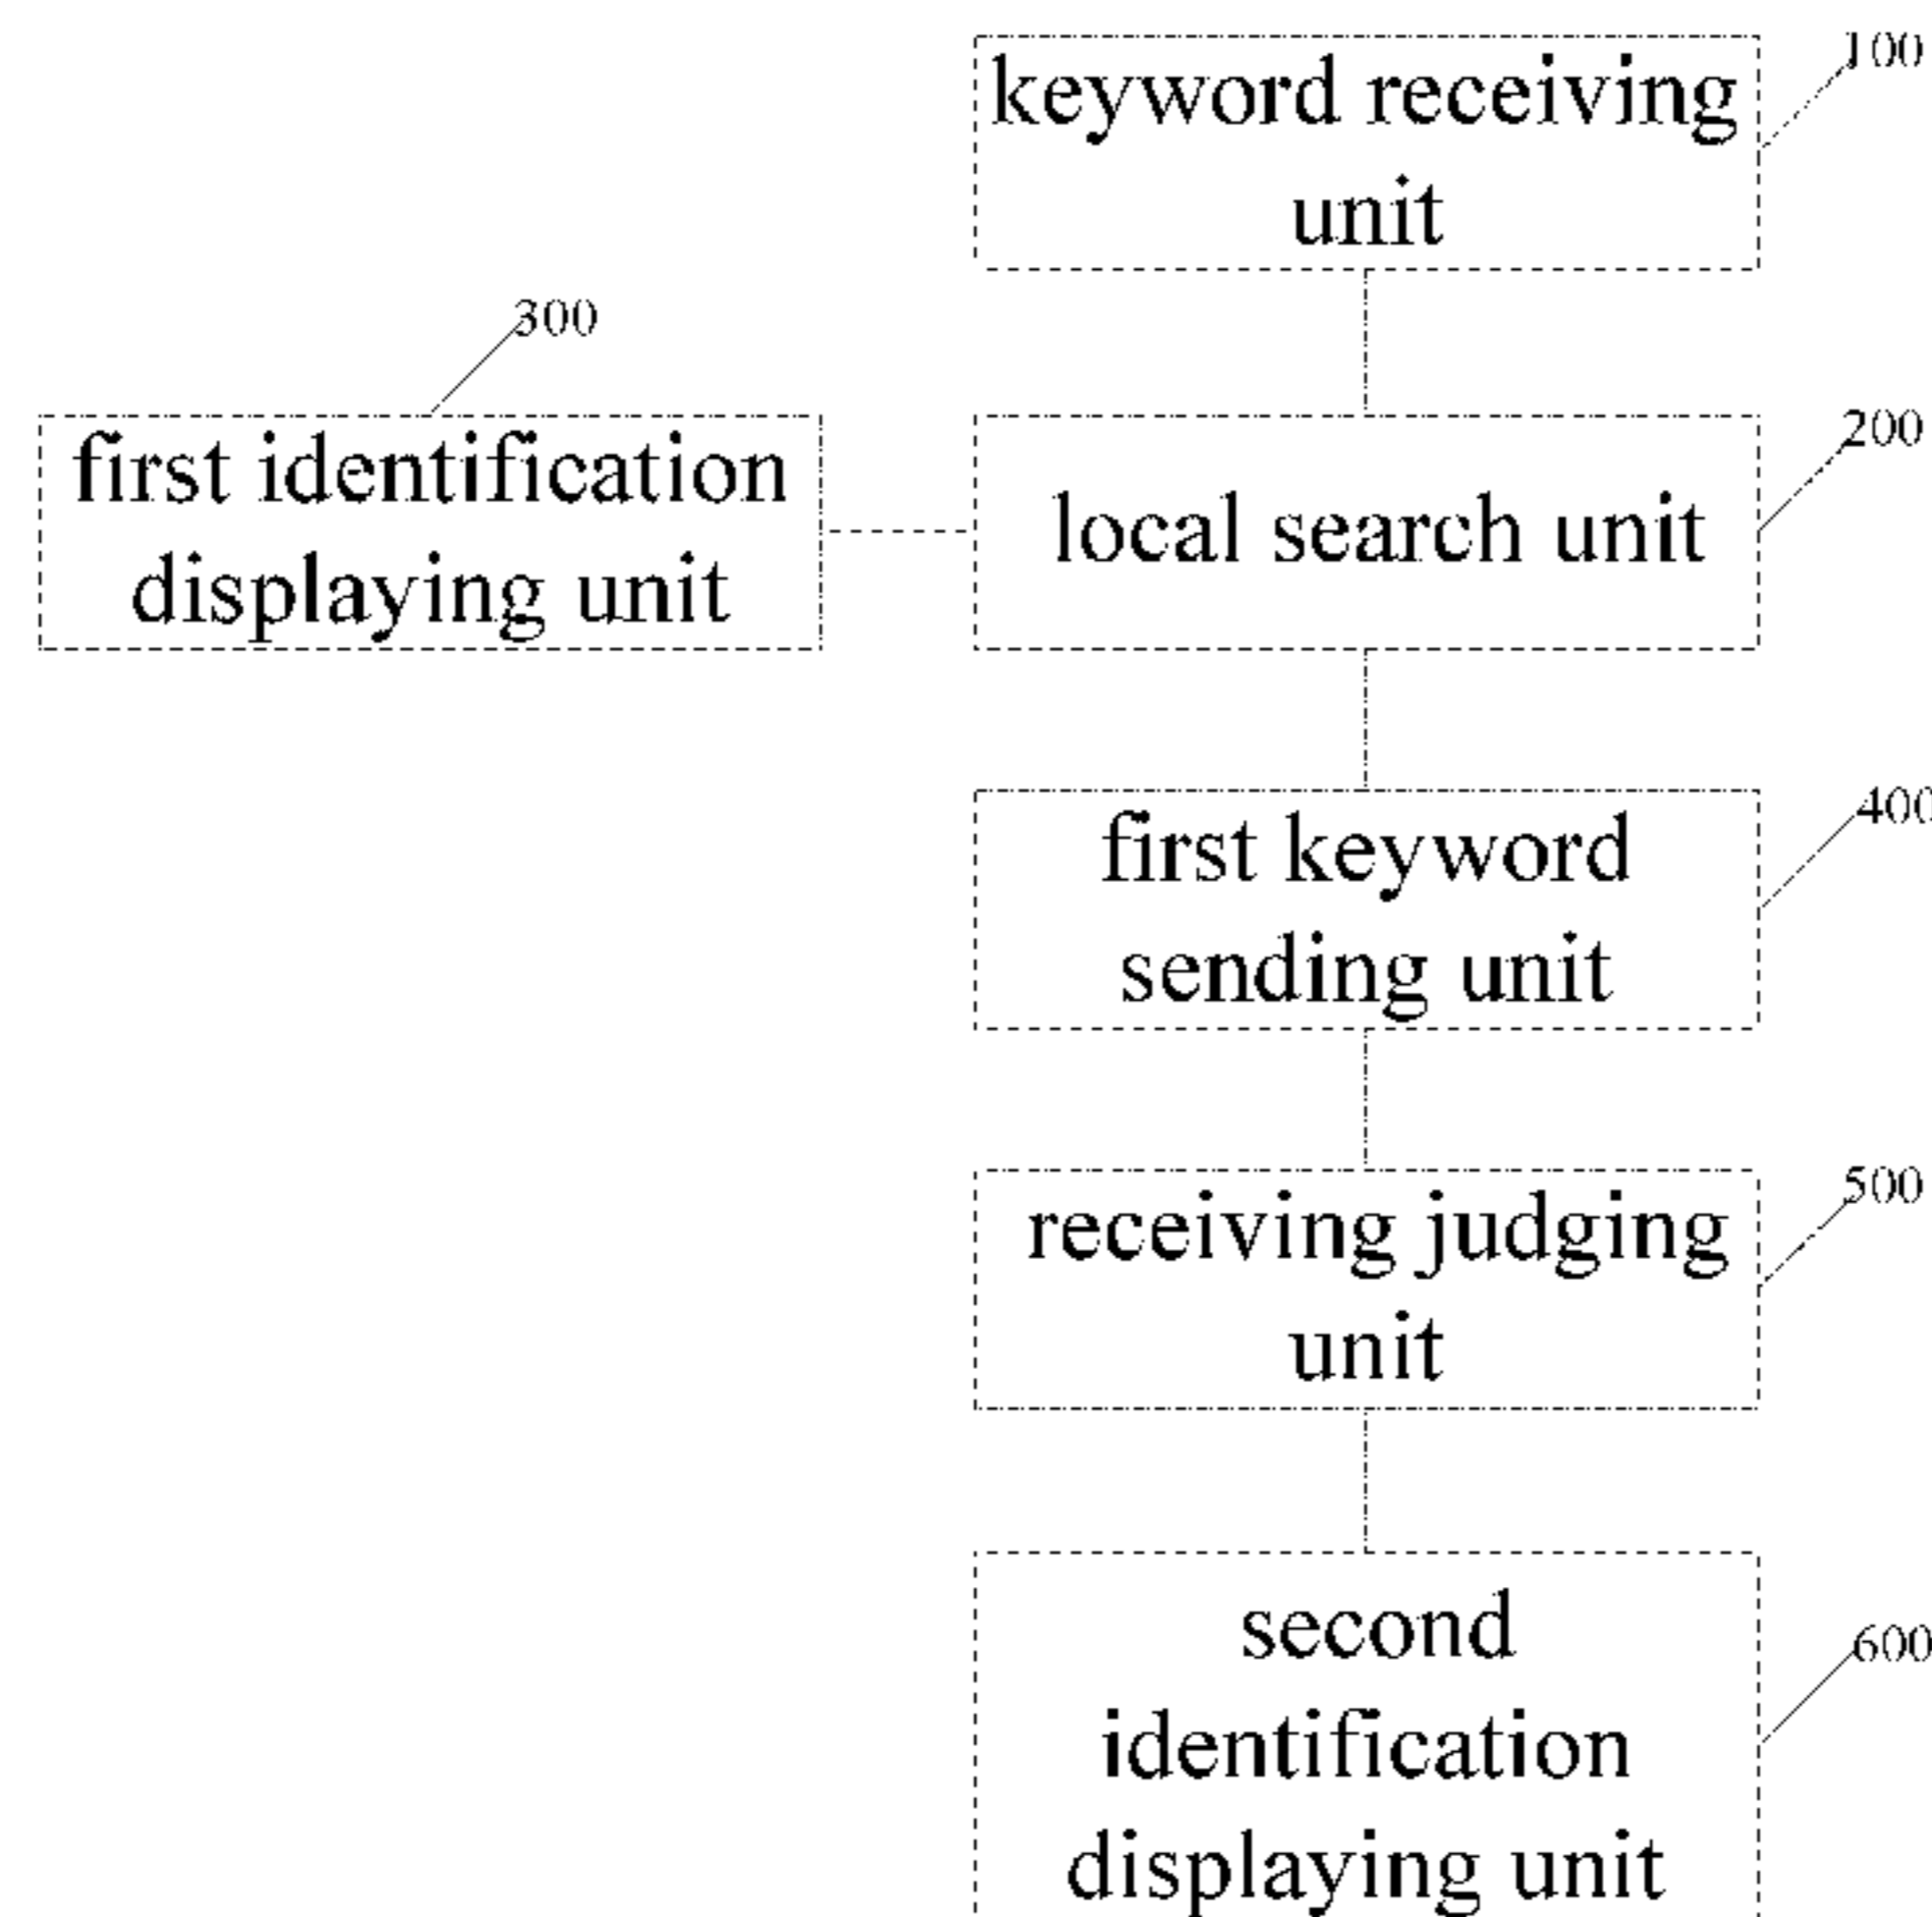 100
keyword receiving
unit
300
200
first identification
displaying unit
local search unit
400
first keyword
sending unit
500
receiving judging
unit
600
second
identification
displaying unit